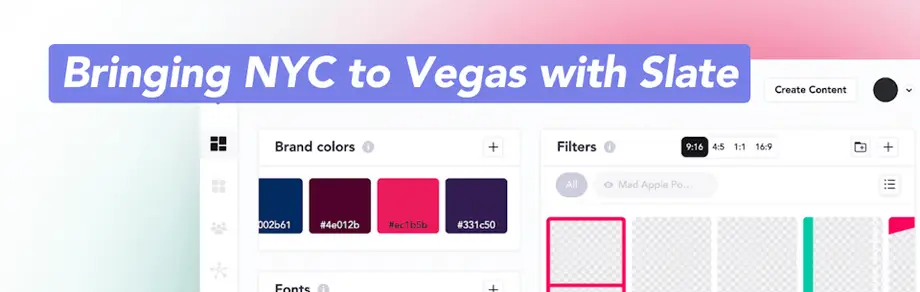 Bringing NYC to Vegas with Slate
Create Content
Brand colors
Filters
9:16 4:5 1:1 16:9
All
Mad Apple Po...
002b61
#4e012b
#ec1b5b
#331c50
Fonts